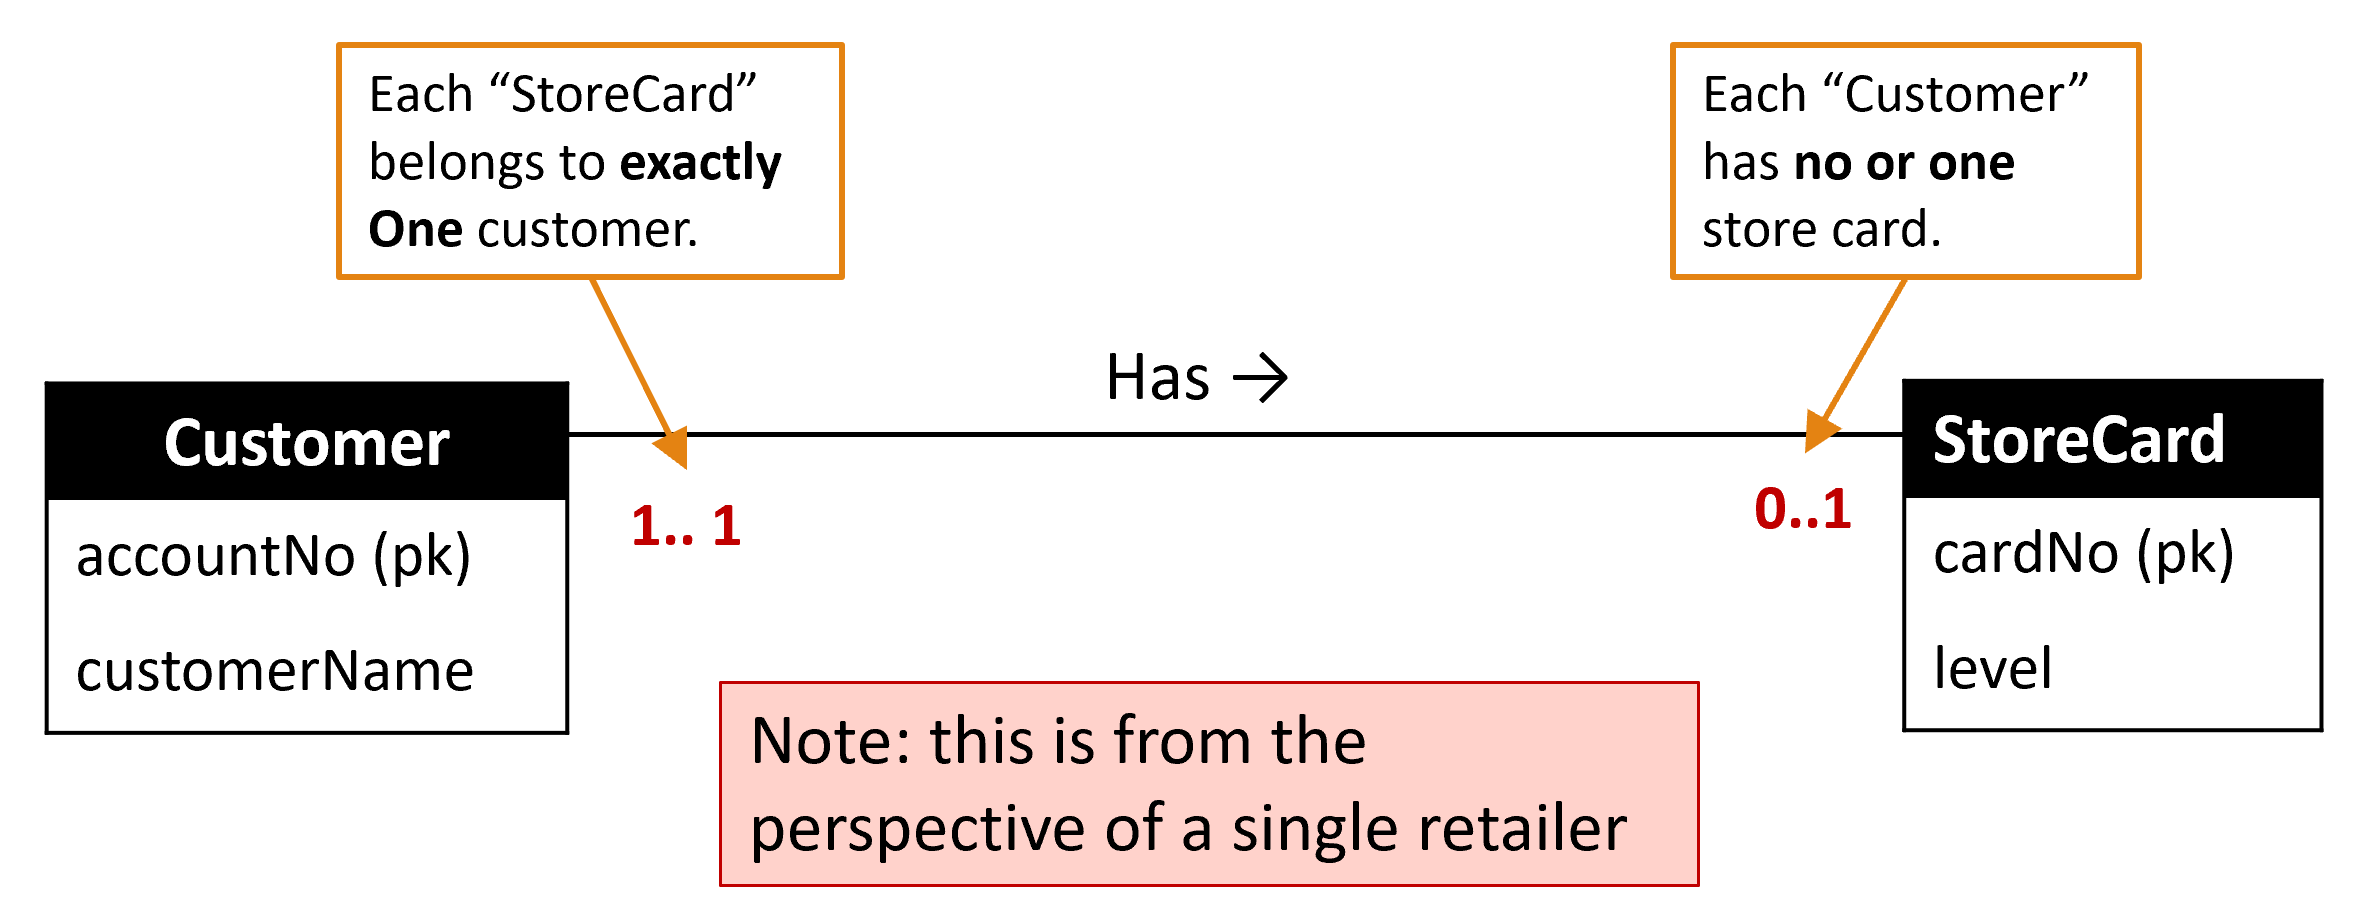 Each “StoreCard”
belongs to exactly
One customer.
Each “Customer”
has no or one
store card.
Has →
Customer
accountNo (pk)
customerName
1.. 1
0..1
StoreCard
cardNo (pk)
level
Note: this is from the
perspective of a single retailer